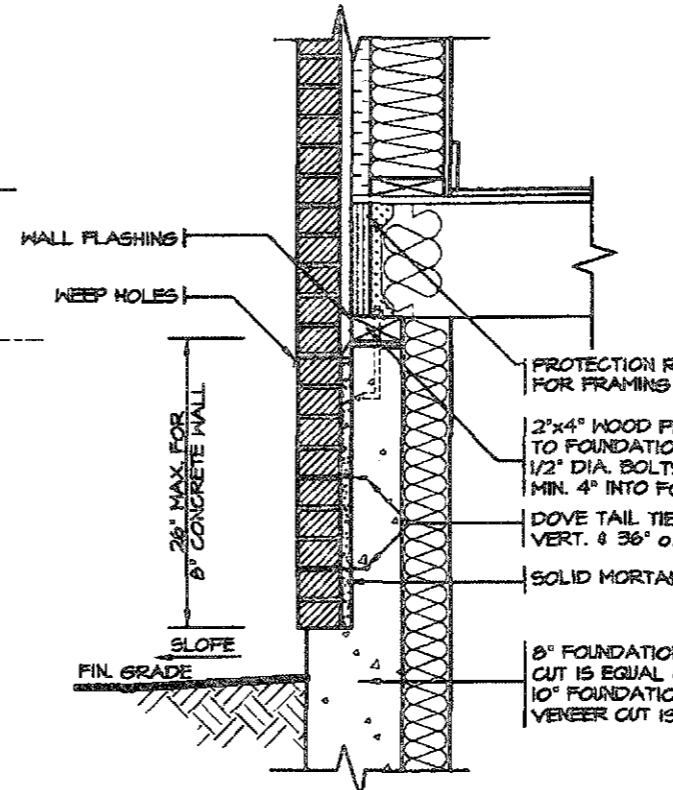 WALL FLASHING
WEEP HOLES
26" MAX. FOR
8" CONCRETE WALL
SLOPE
FIN. GRADE
PROTECTION
FOR FRAMING
2"x4" WOOD
TO FOUNDATIO
1/2" DIA. BOLTS
MIN. 4" INTO
DOVE TAIL TIE
VERT. & 36"
SOLID MORTA
8" FOUNDATION
CUT IS EQUAL
10" FOUNDATIO
VENEER CUT IS